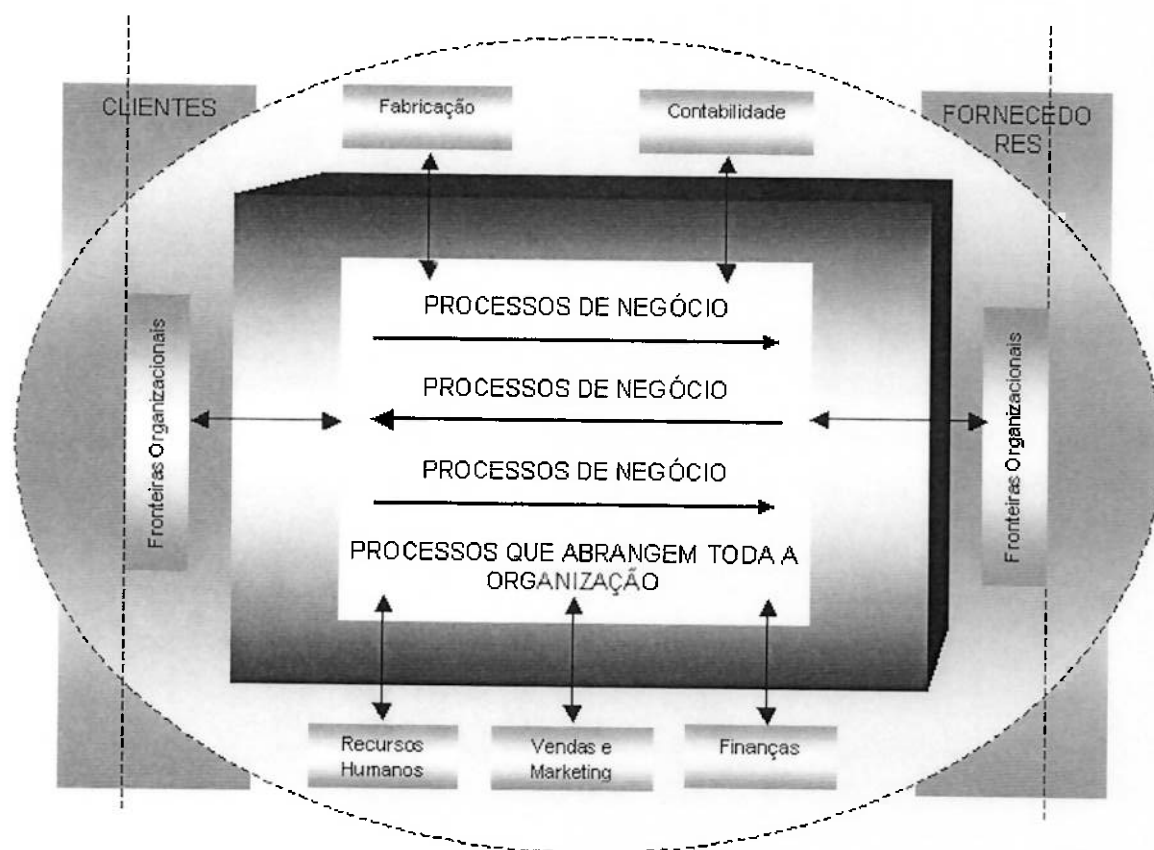 CLIENTES
Fabricação
Contabilidade
FORNECEDO
RES
PROCESSOS DE NEGÓCIO
PROCESSOS DE NEGÓCIO
PROCESSOS DE NEGÓCIO
PROCESSOS QUE ABRANGEM TODA A
ORGANIZAÇÃO
Fronteiras Organizacionais
Fronteiras Organizacionais
Recursos
Humanos
Vendas e
Marketing
Finanças